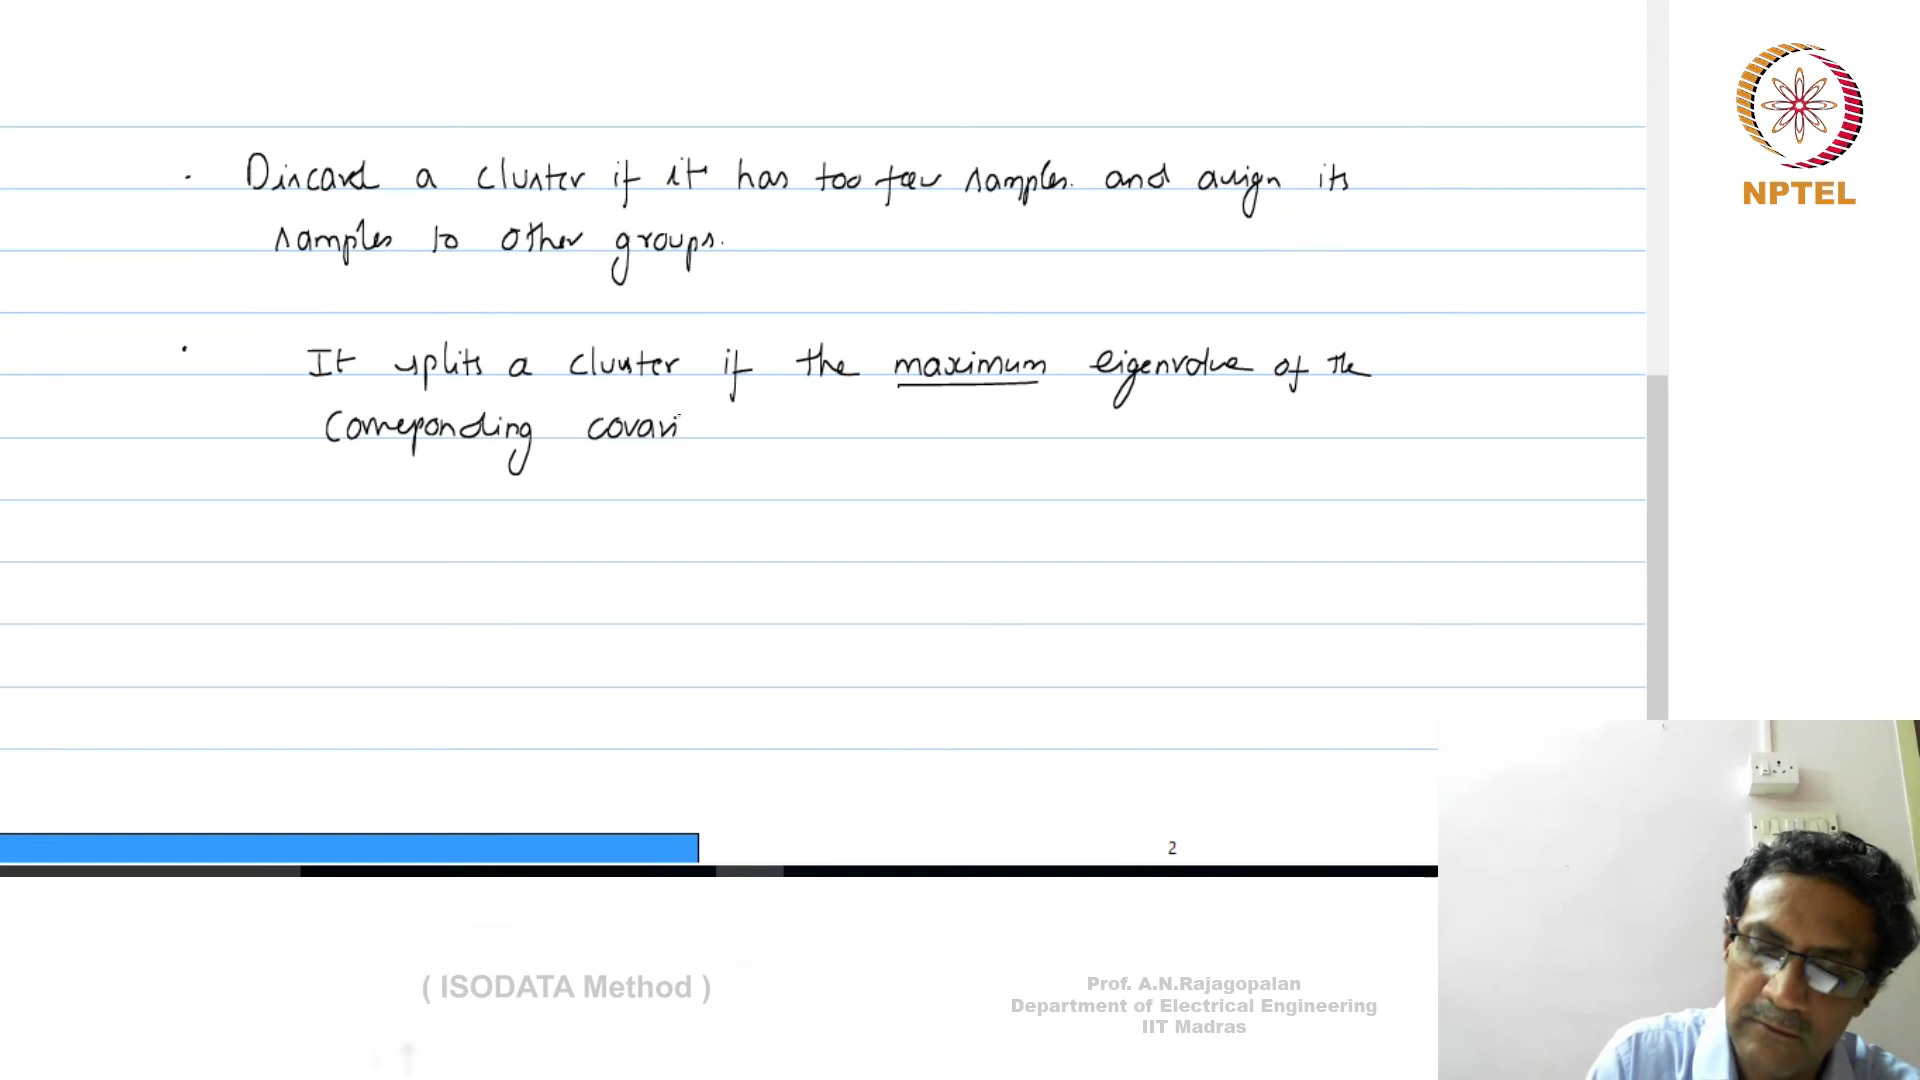 · Discard a cluster if it has too few samples. and assign its
samples to other groups.
· It splits a cluster if the maximum eigenvalue of the
Corresponding covari
2
( ISODATA Method )
Prof. A.N.Rajagopalan
Department of Electrical Engineering
IIT Madras
NPTEL